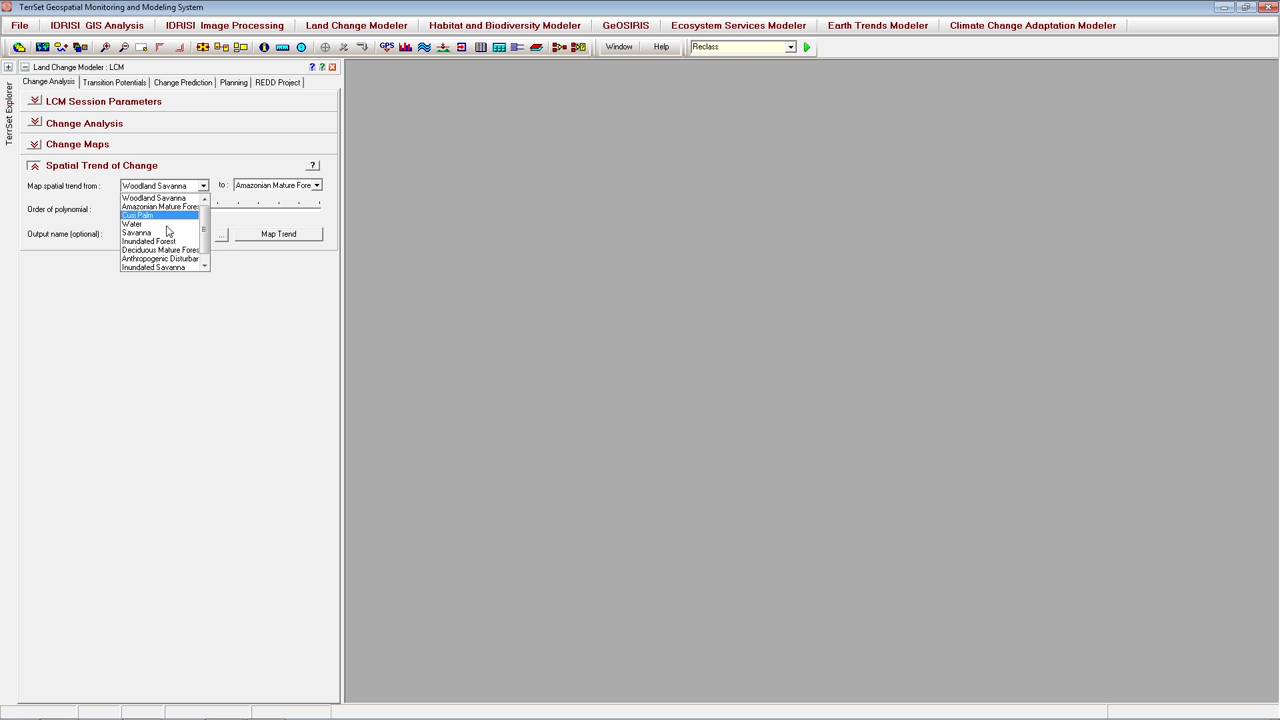 TerrSet Geospatial Monitoring and Modeling System
File IDRISI GIS Analysis IDRISI Image Processing Land Change Modeler Habitat and Biodiversity Modeler GeOSIRIS Ecosystem Services Modeler Earth Trends Modeler Climate Change Adaptation Modeler
GPS Window Help Reclass
Land Change Modeler : LCM
TerrSet Explorer
Change Analysis Transition Potentials Change Prediction Planning REDD Project
LCM Session Parameters
Change Analysis
Change Maps
Spatial Trend of Change ?
Map spatial trend from : Woodland Savanna to : Amazonian Mature Fore
Woodland Savanna
Amazonian Mature Fores
Order of polynomial :
Cusi Palm
Water
Savanna
Output name (optional) : ... Map Trend
Inundated Forest
Deciduous Mature Fores
Anthropogenic Disturbar
Inundated Savanna